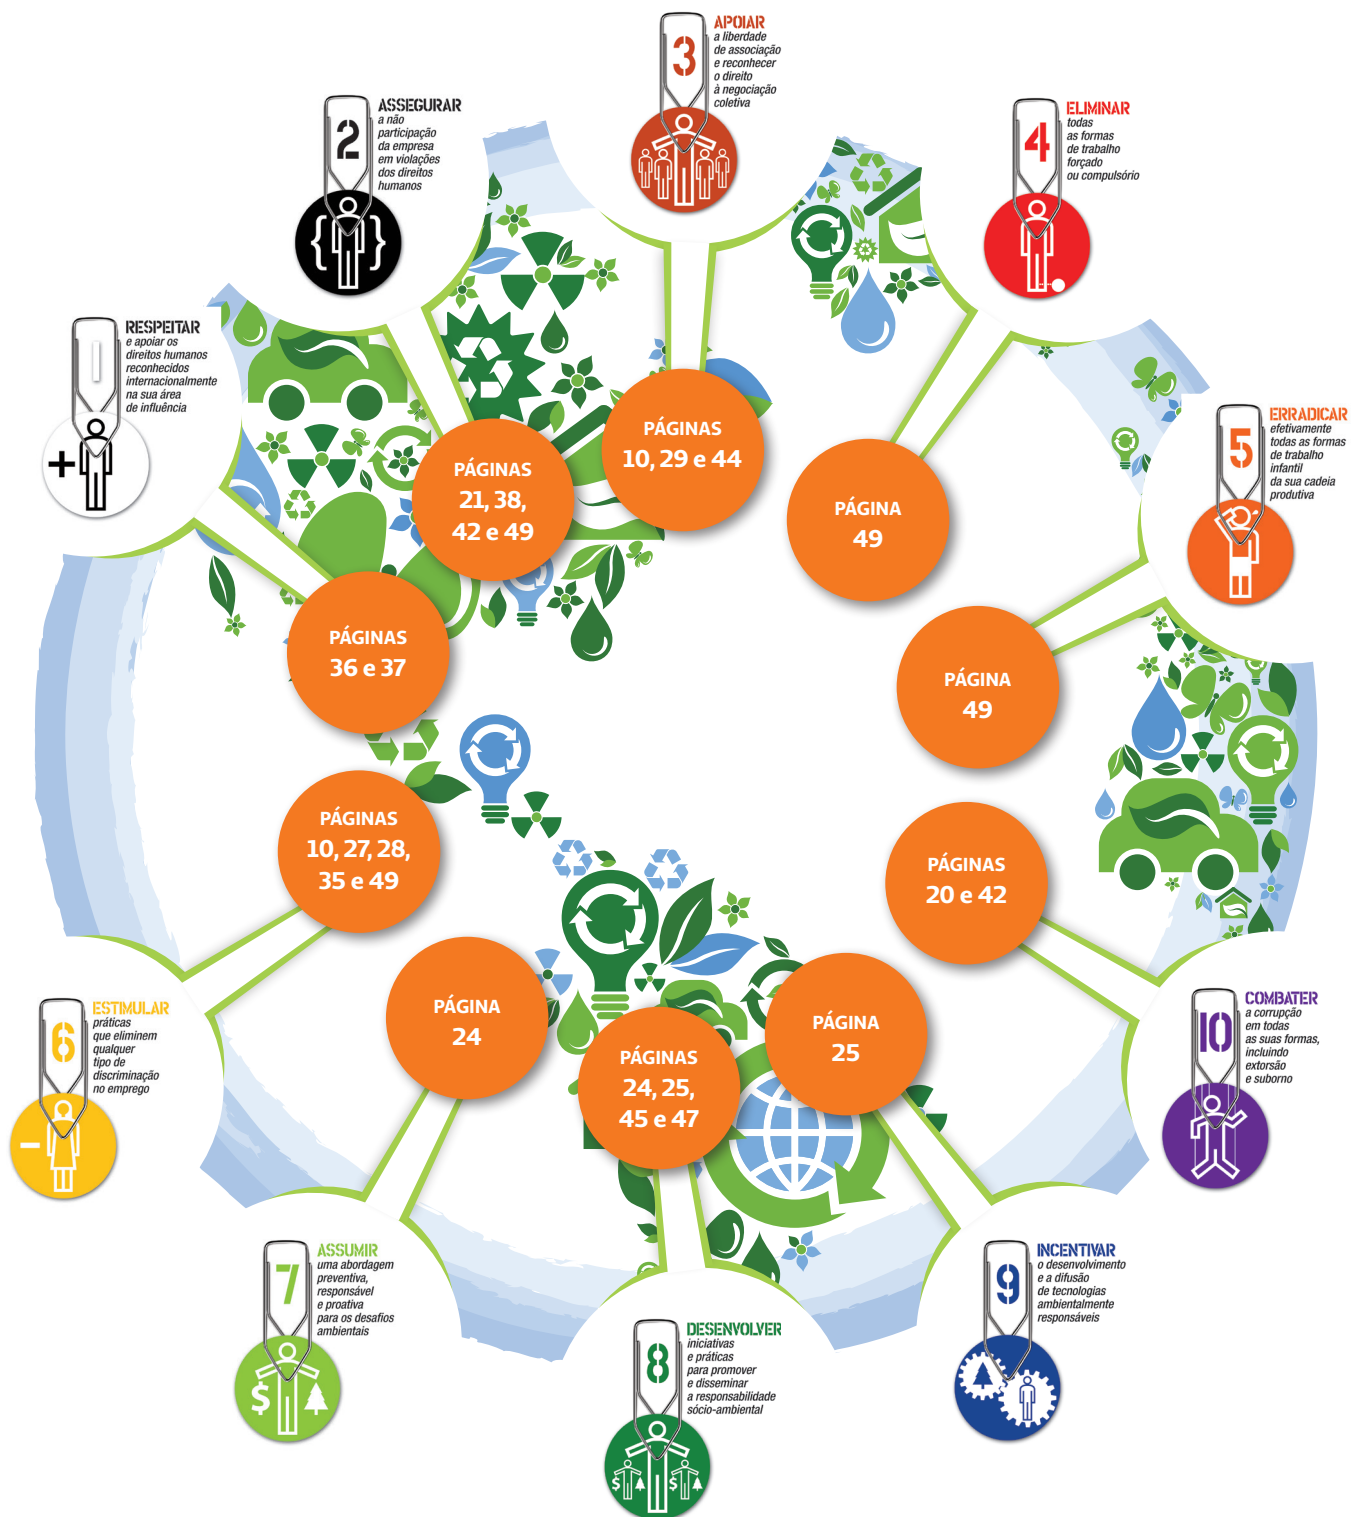 1
RESPEITAR
e apoiar os
direitos humanos
reconhecidos
internacionalmente
na sua área
de influência
PÁGINAS
36 e 37
2
ASSEGURAR
a não
participação
da empresa
em violações
dos direitos
humanos
PÁGINAS
21, 38,
42 e 49
3
APOIAR
a liberdade
de associação
e reconhecer
o direito
à negociação
coletiva
PÁGINAS
10, 29 e 44
4
ELIMINAR
todas
as formas
de trabalho
forçado
ou compulsório
PÁGINA
49
5
ERRADICAR
efetivamente
todas as formas
de trabalho
infantil
da sua cadeia
produtiva
PÁGINA
49
6
ESTIMULAR
práticas
que eliminem
qualquer
tipo de
discriminação
no emprego
PÁGINAS
10, 27, 28,
35 e 49
7
ASSUMIR
uma abordagem
preventiva,
responsável
e proativa
para os desafios
ambientais
$
PÁGINA
24
8
DESENVOLVER
iniciativas
e práticas
para promover
e disseminar
a responsabilidade
sócio-ambiental
$ $
PÁGINAS
24, 25,
45 e 47
9
INCENTIVAR
o desenvolvimento
e a difusão
de tecnologias
ambientalmente
responsáveis
PÁGINA
25
10
COMBATER
a corrupção
em todas
as suas formas,
incluindo
extorsão
e suborno
PÁGINAS
20 e 42